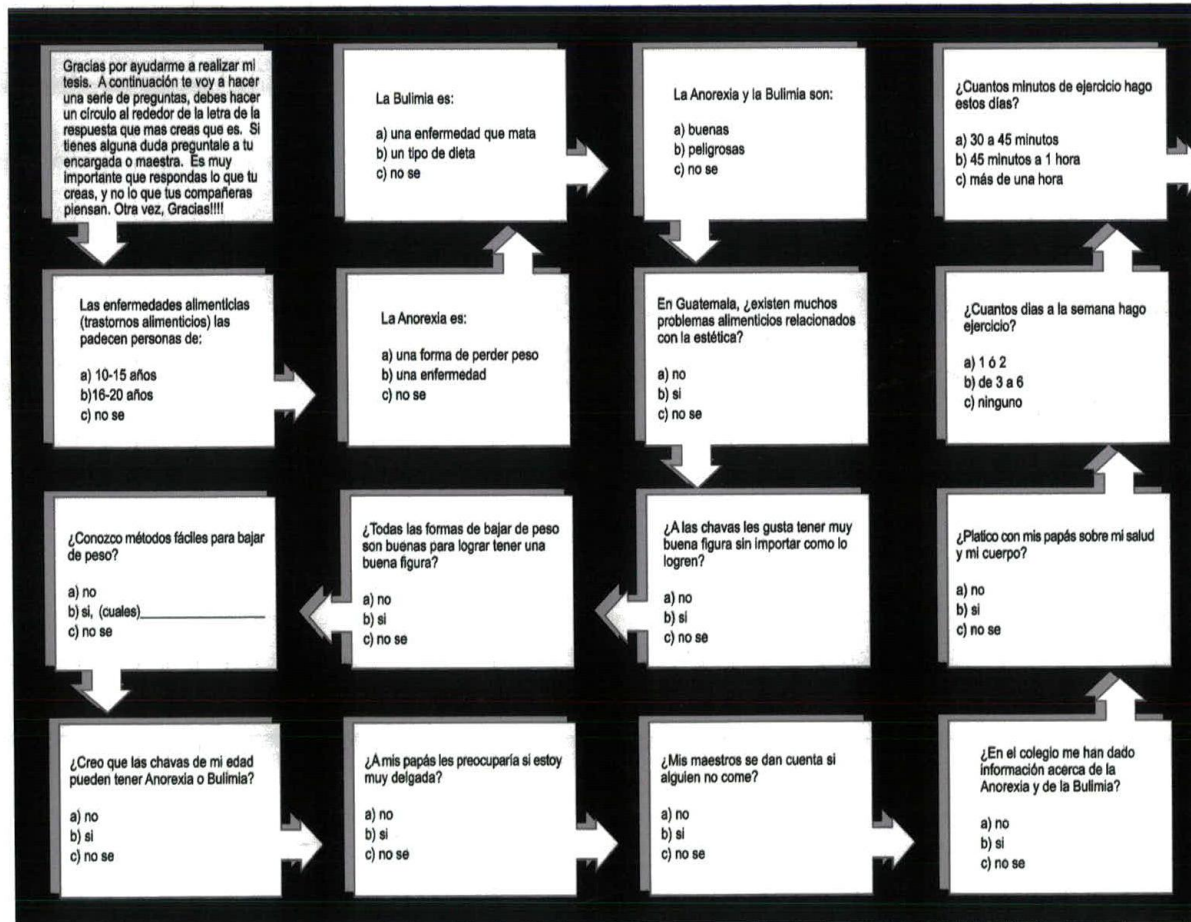 Gracias por ayudarme a realizar mi
tesis. A continuación te voy a hacer
una serie de preguntas, debes hacer
un círculo al rededor de la letra de la
respuesta que mas creas que es. Si
tienes alguna duda preguntale a tu
encargada o maestra. Es muy
importante que respondas lo que tu
creas, y no lo que tus compañeras
piensan. Otra vez, Gracias!!!!
Las enfermedades alimenticias
(trastornos alimenticios) las
padecen personas de:
a) 10-15 años
b)16-20 años
c) no se
La Anorexia es:
a) una forma de perder peso
b) una enfermedad
c) no se
La Bulimia es:
a) una enfermedad que mata
b) un tipo de dieta
c) no se
La Anorexia y la Bulimia son:
a) buenas
b) peligrosas
c) no se
En Guatemala, ¿existen muchos
problemas alimenticios relacionados
con la estética?
a) no
b) si
c) no se
¿A las chavas les gusta tener muy
buena figura sin importar como lo
logren?
a) no
b) si
c) no se
¿Todas las formas de bajar de peso
son buenas para lograr tener una
buena figura?
a) no
b) si
c) no se
¿Conozco métodos fáciles para bajar
de peso?
a) no
b) si, (cuales)____________________
c) no se
¿Creo que las chavas de mi edad
pueden tener Anorexia o Bulimia?
a) no
b) si
c) no se
¿A mis papás les preocuparía si estoy
muy delgada?
a) no
b) si
c) no se
¿Mis maestros se dan cuenta si
alguien no come?
a) no
b) si
c) no se
¿En el colegio me han dado
información acerca de la
Anorexia y de la Bulimia?
a) no
b) si
c) no se
¿Platico con mis papás sobre mi salud
y mi cuerpo?
a) no
b) si
c) no se
¿Cuantos dias a la semana hago
ejercicio?
a) 1 ó 2
b) de 3 a 6
c) ninguno
¿Cuantos minutos de ejercicio hago
estos días?
a) 30 a 45 minutos
b) 45 minutos a 1 hora
c) más de una hora